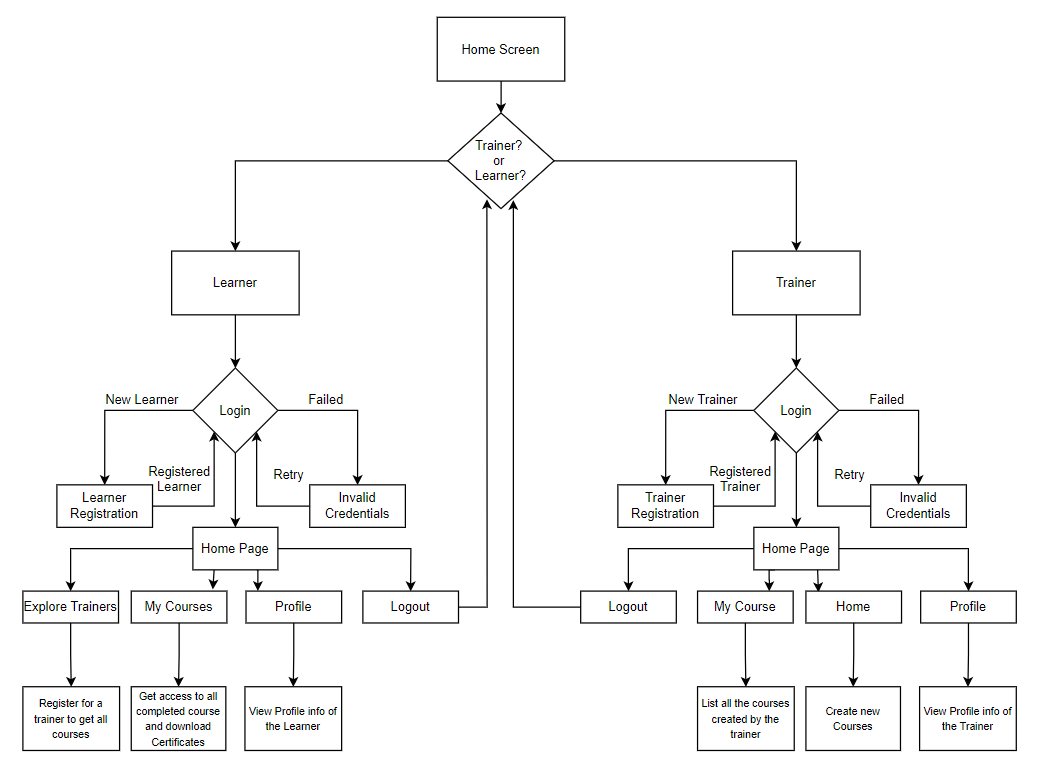 Home Screen
Trainer?
or
Learner?
Learner
Trainer
New Learner
Login
Failed
New Trainer
Login
Failed
Registered
Learner
Retry
Registered
Trainer
Retry
Learner
Registration
Invalid
Credentials
Trainer
Registration
Invalid
Credentials
Home Page
Home Page
Explore Trainers
My Courses
Profile
Logout
Logout
My Course
Home
Profile
Register for a
trainer to get all
courses
Get access to all
completed course
and download
Certificates
View Profile info of
the Learner
List all the courses
created by the
trainer
Create new
Courses
View Profile info of
the Trainer